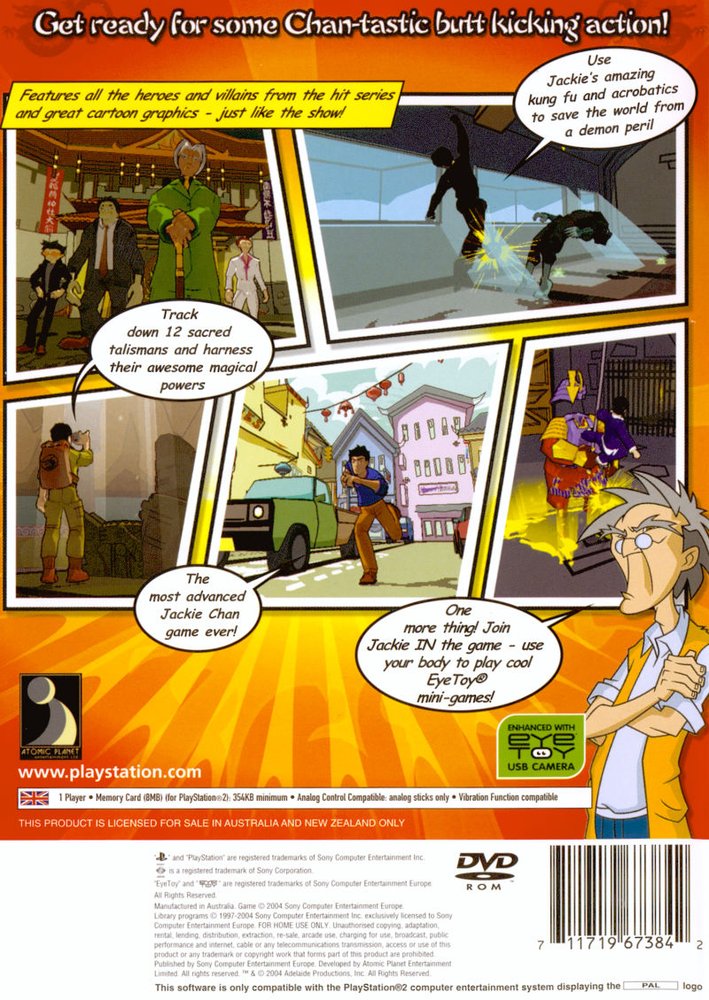 Get ready for some Chan-tastic butt kicking action!
Features all the heroes and villains from the hit series
and great cartoon graphics - just like the show!
Use
Jackie's amazing
kung fu and acrobatics
to save the world from
a demon peril
Track
down 12 sacred
talismans and harness
their awesome magical
powers
The
most advanced
Jackie Chan
game ever!
One
more thing! Join
Jackie IN the game - use
your body to play cool
EyeToy®
mini-games!
ATOMIC PLANET
entertainment Ltd
ENHANCED WITH
EYE
TOY
USB CAMERA
www.playstation.com
1 Player • Memory Card (8MB) (for PlayStation®2): 354KB minimum • Analog Control Compatible: analog sticks only • Vibration Function compatible
THIS PRODUCT IS LICENSED FOR SALE IN AUSTRALIA AND NEW ZEALAND ONLY
" and "PlayStation" are registered trademarks of Sony Computer Entertainment Inc.
is a registered trademark of Sony Corporation.
"EyeToy" and " " are registered trademarks of Sony Computer Entertainment Europe.
All Rights Reserved.
Manufactured in Australia. Game © 2004 Sony Computer Entertainment Europe.
Library programs © 1997-2004 Sony Computer Entertainment Inc. exclusively licensed to Sony
Computer Entertainment Europe. FOR HOME USE ONLY. Unauthorised copying, adaptation,
rental, lending, distribution, extraction, re-sale, arcade use, charging for use, broadcast, public
performance and internet, cable or any telecommunications transmission, access or use of this
product or any trademark or copyright work that forms part of this product are prohibited.
Published by Sony Computer Entertainment Europe. Developed by Atomic Planet Entertainment
Limited. All rights reserved. ™ & © 2004 Adelaide Productions, Inc. All Rights Reserved.
DVD
ROM
7 11719 67384 2
This software is only compatible with the PlayStation®2 computer entertainment system displaying the PAL logo